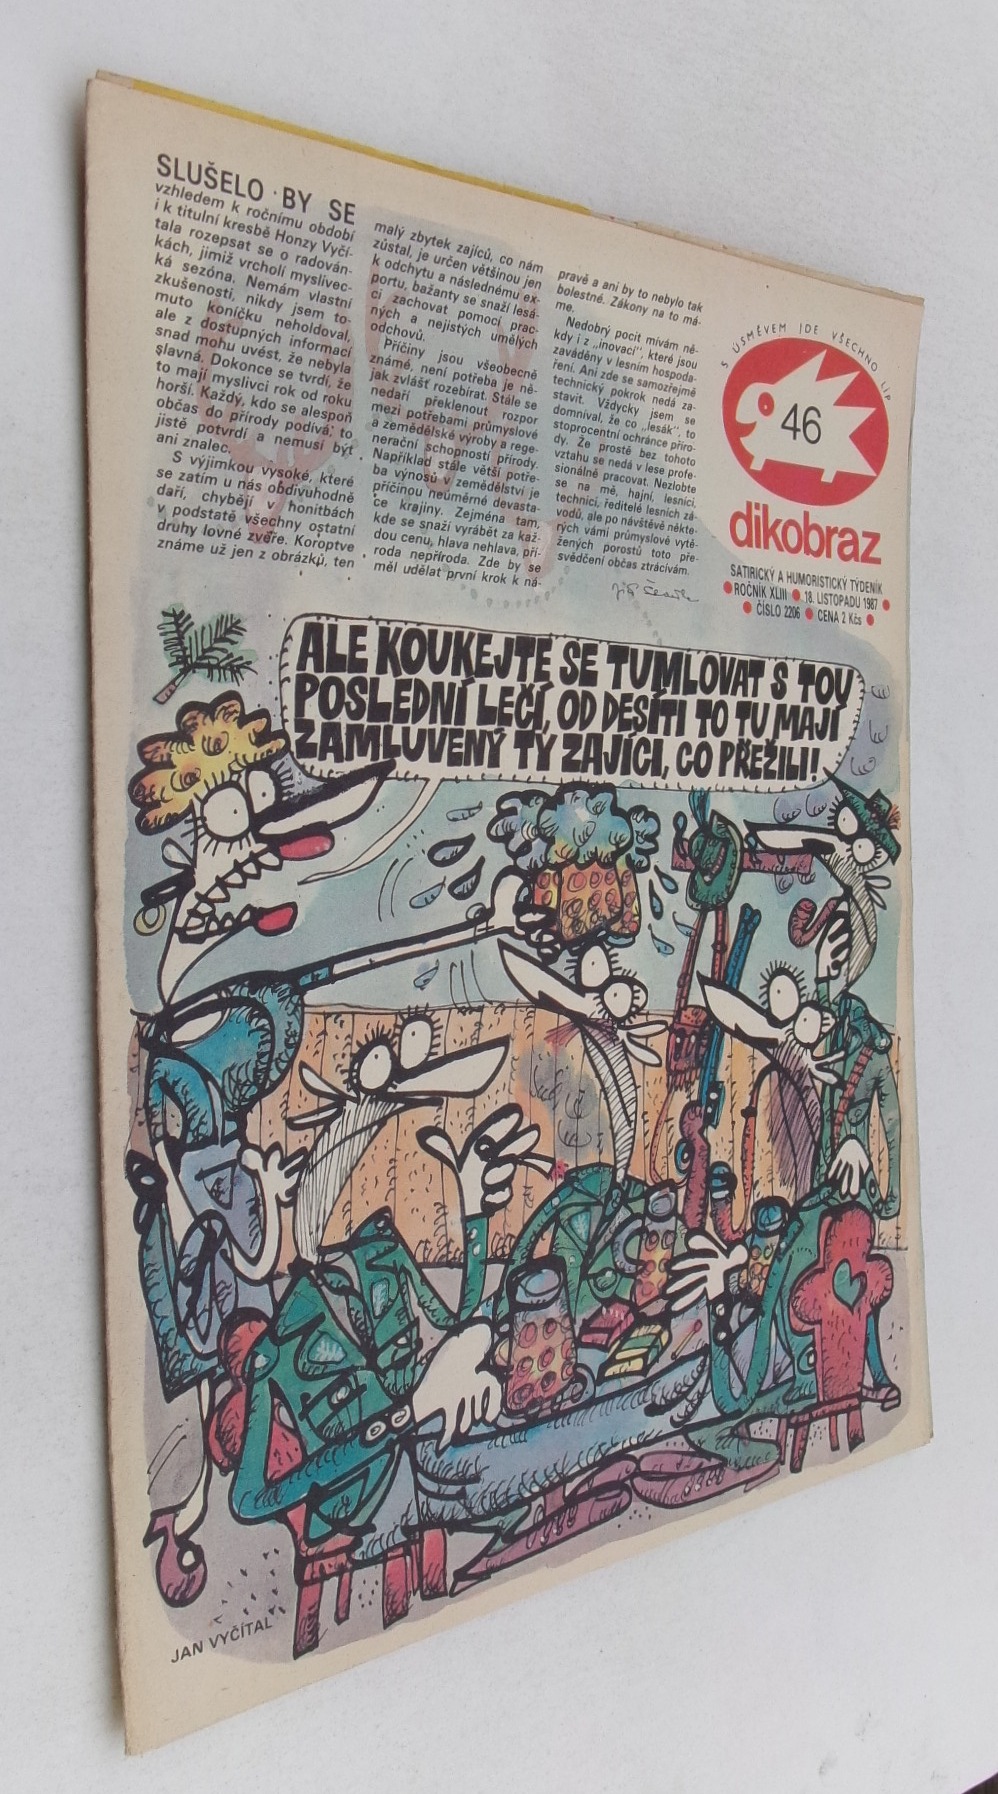 SLUŠELO BY SE
vzhledem k ročnímu období
i k titulní kresbě Honzy Vyčí-
tala rozepsat se o radován-
kách, jimiž vrcholí myslivec-
ká sezóna. Nemám vlastní
zkušenosti, nikdy jsem to-
muto koníčku neholdoval,
ale z dostupných informací
snad mohu uvést, že nebyla
slavná. Dokonce se tvrdí, že
to mají myslivci rok od roku
horší. Každý, kdo se alespoň
občas do přírody podívá, to
jistě potvrdí, a nemusí být
ani znalec.
S výjimkou vysoké, které
se zatím u nás obdivuhodně
daří, chybějí v honitbách
v podstatě všechny ostatní
druhy lovné zvěře. Koroptve
známe už jen z obrázků, ten
malý zbytek zajíců, co nám
zůstal, je určen většinou jen
k odchytu a následnému ex-
portu, bažanty se snaží lesá-
ci zachovat pomocí prac-
ných a nejistých umělých
odchovů.
Příčiny jsou všeobecně
známé, není potřeba je ně-
jak zvlášť rozebírat. Stále se
nedaří překlenout rozpor
mezi potřebami průmyslové
a zemědělské výroby a rege-
nerační schopností přírody.
Například stále větší potře-
ba výnosů v zemědělství je
příčinou neúměrné devasta-
ce krajiny. Zejména tam,
kde se snaží vyrábět za kaž-
dou cenu, hlava nehlava, pří-
roda nepříroda. Zde by se
měl udělat první krok k ná-
pravě a ani by to nebylo tak
bolestné. Zákony na to má-
me.
Nedobrý pocit mívám ně-
kdy i z „inovací“, které jsou
zaváděny v lesním hospoda-
ření. Ani zde se samozřejmě
technický pokrok nedá za-
stavit. Vždycky jsem se
domníval, že co „lesák“, to
stoprocentní ochránce příro-
dy. Že prostě bez tohoto
vztahu se nedá v lese profe-
sionálně pracovat. Nezlobte
se na mě, hajní, lesníci,
technici, ředitelé lesních zá-
vodů, ale po návštěvě někte-
rých vámi průmyslově vytě-
žených porostů toto pře-
svědčení občas ztrácívám.
S ÚSMĚVEM JDE VŠECHNO LÍP
46
dikobraz
SATIRICKÝ A HUMORISTICKÝ TÝDENÍK
● ROČNÍK XLIII ● 18. LISTOPADU 1987 ●
● ČÍSLO 2206 ● CENA 2 Kčs ●
ALE KOUKEJTE SE TUMLOVAT S TOU
POSLEDNÍ LEČÍ, OD DESÍTI TO TU MAJÍ
ZAMLUVENÝ TY ZAJÍCI, CO PŘEŽILI!
JAN VYČÍTAL